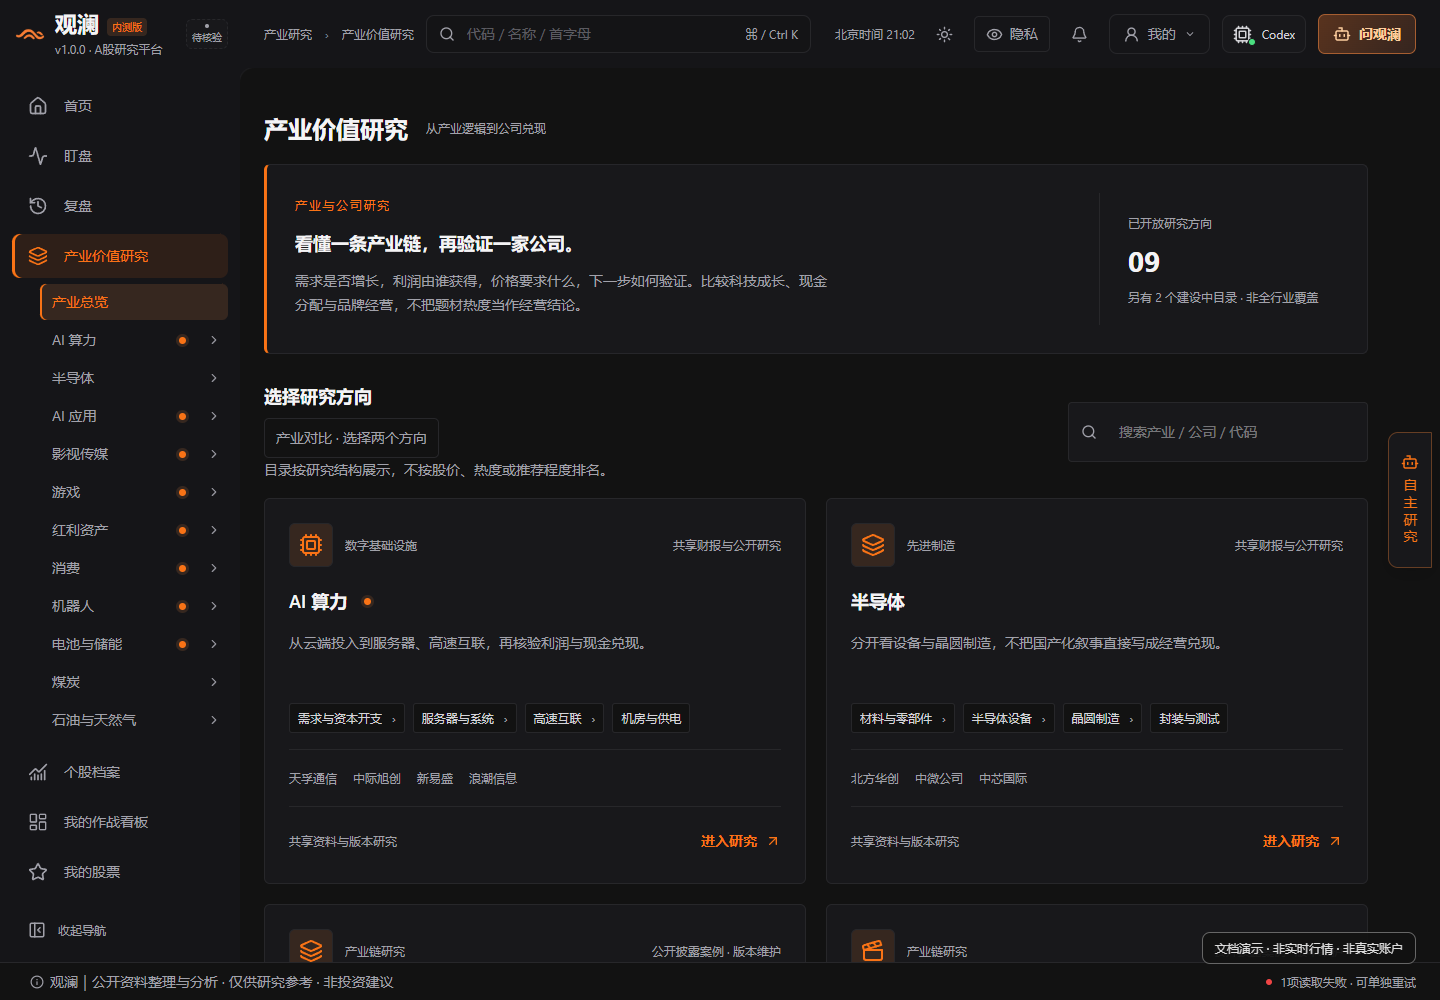 观澜 内测版
v1.0.0 · A股研究平台
待核验
产业研究 › 产业价值研究
代码 / 名称 / 首字母 ⌘ / Ctrl K
北京时间 21:02
隐私
我的
Codex
问观澜
首页
盯盘
复盘
产业价值研究
产业总览
AI 算力
半导体
AI 应用
影视传媒
游戏
红利资产
消费
机器人
电池与储能
煤炭
石油与天然气
个股档案
我的作战看板
我的股票
收起导航
产业价值研究 从产业逻辑到公司兑现
产业与公司研究
看懂一条产业链，再验证一家公司。
需求是否增长，利润由谁获得，价格要求什么，下一步如何验证。比较科技成长、现金
分配与品牌经营，不把题材热度当作经营结论。
已开放研究方向
09
另有 2 个建设中目录 · 非全行业覆盖
选择研究方向
产业对比 · 选择两个方向
目录按研究结构展示，不按股价、热度或推荐程度排名。
搜索产业 / 公司 / 代码
数字基础设施 共享财报与公开研究
AI 算力
从云端投入到服务器、高速互联，再核验利润与现金兑现。
需求与资本开支 › 服务器与系统 › 高速互联 › 机房与供电
天孚通信 中际旭创 新易盛 浪潮信息
共享资料与版本研究 进入研究
先进制造 共享财报与公开研究
半导体
分开看设备与晶圆制造，不把国产化叙事直接写成经营兑现。
材料与零部件 › 半导体设备 › 晶圆制造 › 封装与测试
北方华创 中微公司 中芯国际
共享资料与版本研究 进入研究
产业链研究 公开披露案例 · 版本维护
产业链研究
自主研究
文档演示 · 非实时行情 · 非真实账户
观澜 | 公开资料整理与分析 · 仅供研究参考 · 非投资建议
1项读取失败 · 可单独重试